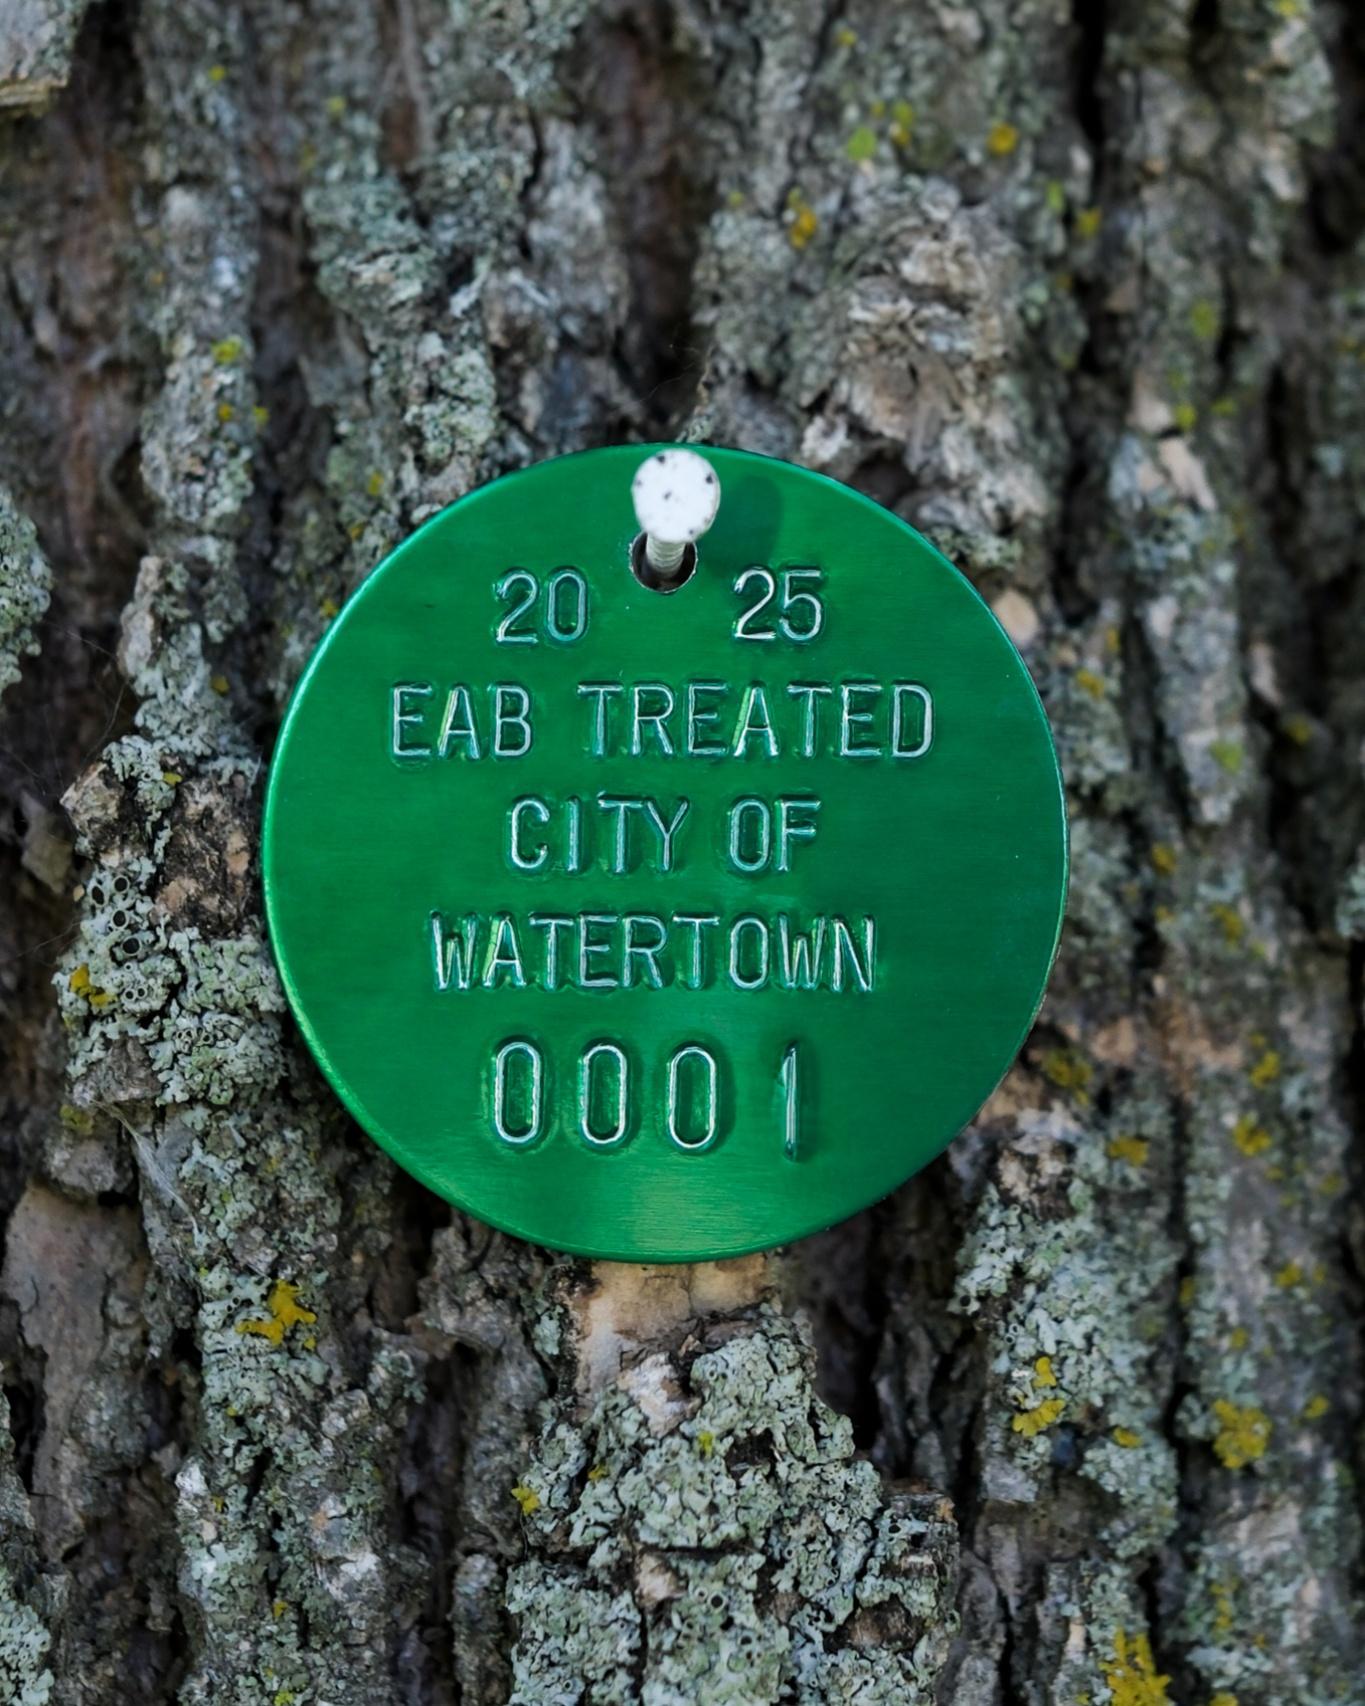 20 25
EAB TREATED
CITY OF
WATERTOWN
0001